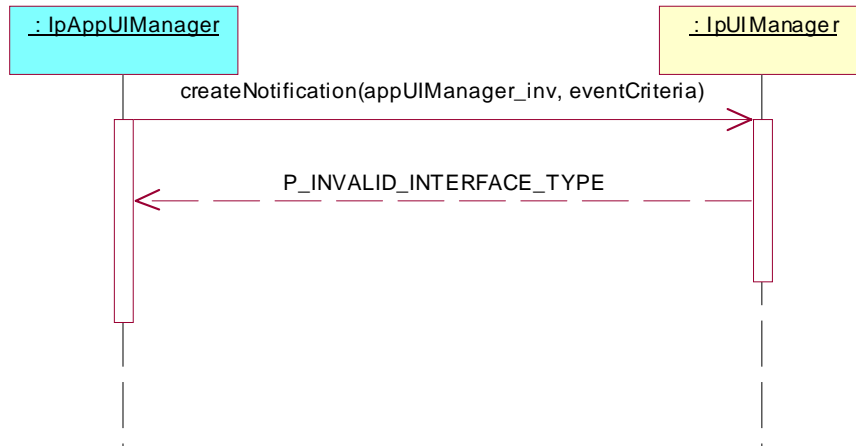 : IpAppUIManager
: IpUIManager
createNotification(appUIManager_inv, eventCriteria)
P_INVALID_INTERFACE_TYPE